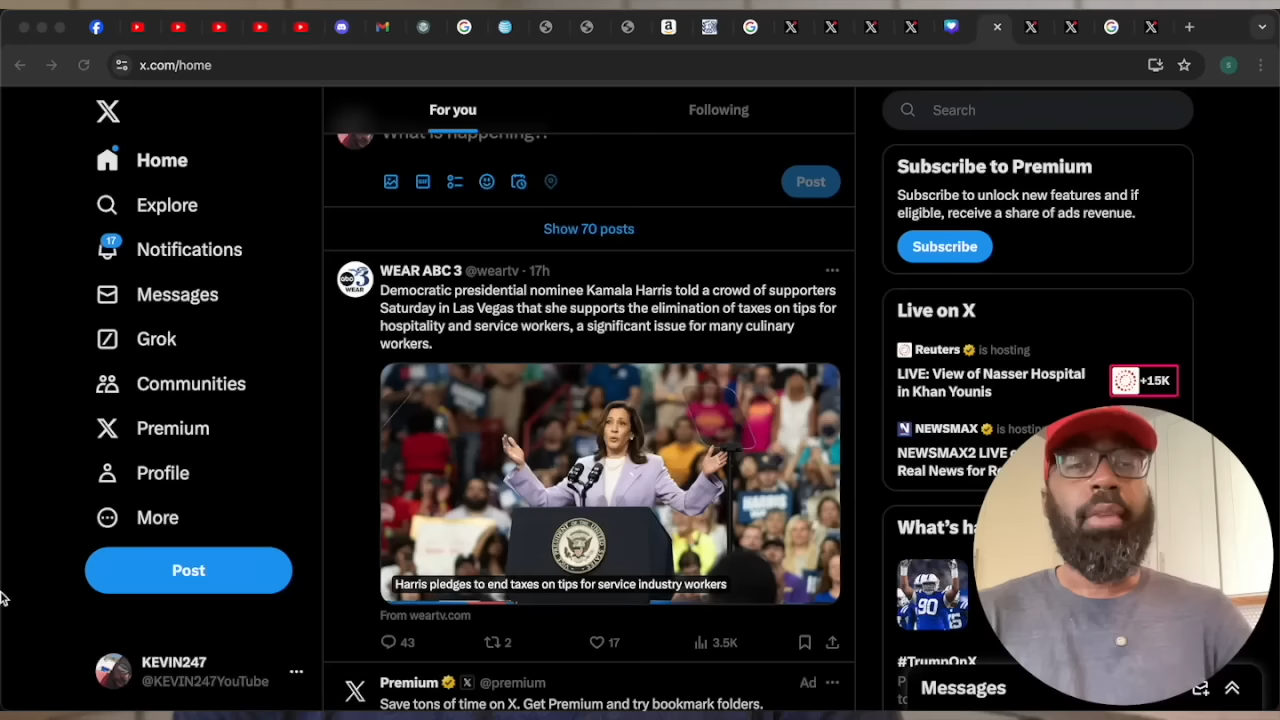 x.com/home
Home
Explore
17
Notifications
Messages
Grok
Communities
Premium
Profile
More
Post
KEVIN247
@KEVIN247YouTube
For you
Following
What is happening?!
Post
Show 70 posts
WEAR ABC 3 @weartv · 17h
Democratic presidential nominee Kamala Harris told a crowd of supporters
Saturday in Las Vegas that she supports the elimination of taxes on tips for
hospitality and service workers, a significant issue for many culinary
workers.
HARRIS
Harris pledges to end taxes on tips for service industry workers
From weartv.com
43
2
17
3.5K
Premium @premium
Ad
Save tons of time on X. Get Premium and try bookmark folders.
Search
Subscribe to Premium
Subscribe to unlock new features and if
eligible, receive a share of ads revenue.
Subscribe
Live on X
Reuters is hosting
LIVE: View of Nasser Hospital
in Khan Younis
+15K
NEWSMAX is hosting
NEWSMAX2 LIVE
Real News for
What's
90
15
#TrumpOnX
Messages